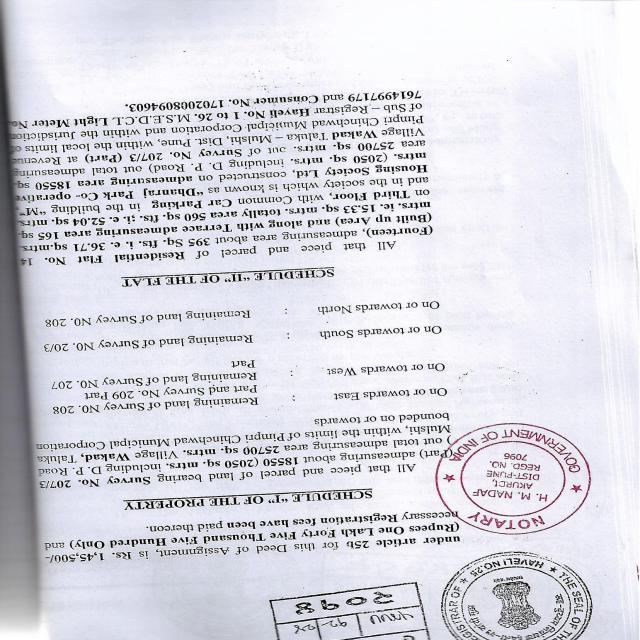 THE SEAL OF
REGISTRAR OF
HAVELI NO.25
under article 25b for this Deed of Assignment, is Rs. 1,45,500/-
(Rupees One Lakh Forty Five Thousand Five Hundred Only) and
necessary Registration fees have been paid thereon.
NOTARY
H. M. NADAF
AKURDI,
DIST-PUNE
REGD. NO.
7096
GOVERNMENT OF INDIA
SCHEDULE "I" OF THE PROPERTY
All that piece and parcel of land bearing Survey No. 207/3
(Part) admeasuring about 18550 (2050 sq. mtrs. including D. P. Road
) out total admeasuring area 25700 sq. mtrs. Village Wakad, Taluka
Mulshi, within the limits of Pimpri Chinchwad Municipal Corporation
bounded on or towards
On or towards East : Remaining land of Survey NO. 208
Part and Survey No. 209 Part
On or towards West : Remaining land of Survey NO. 207
Part
On or towards South : Remaining land of Survey NO. 20/3
On or towards North : Remaining land of Survey NO. 208
SCHEDULE "II" OF THE FLAT
All that piece and parcel of Residential Flat No. 14
(Fourteen), admeasuring area about 395 Sq. fts. i. e. 36.71 sq.mtrs.
(Built up Area) and along with Terrace admeasuring area 165 sq.
mtrs. ie. 15.33 sq. mtrs. totally area 560 sq. fts. i. e. 52.04 sq. mtrs.
on Third Floor, with Common Car Parking in the building "M1",
and in the society which is known as "Dhanraj Park Co- operative
Housing Society Ltd, constructed on admeasuring area 18550 sq.
mtrs. (2050 sq. mtrs. including D. P. Road) out total admeasuring
area 25700 sq. mtrs. out of Survey No. 207/3 (Part) at Revenue
Village Wakad Taluka – Mulshi, Dist. Pune, within the local limits of
Pimpri Chinchwad Municipal Corporation and within the Jurisdiction
of Sub – Registrar Haveli No. 1 to 26, M.S.E.D.C.L Light Meter No.
7614997179 and Consumer No. 1702008094603.